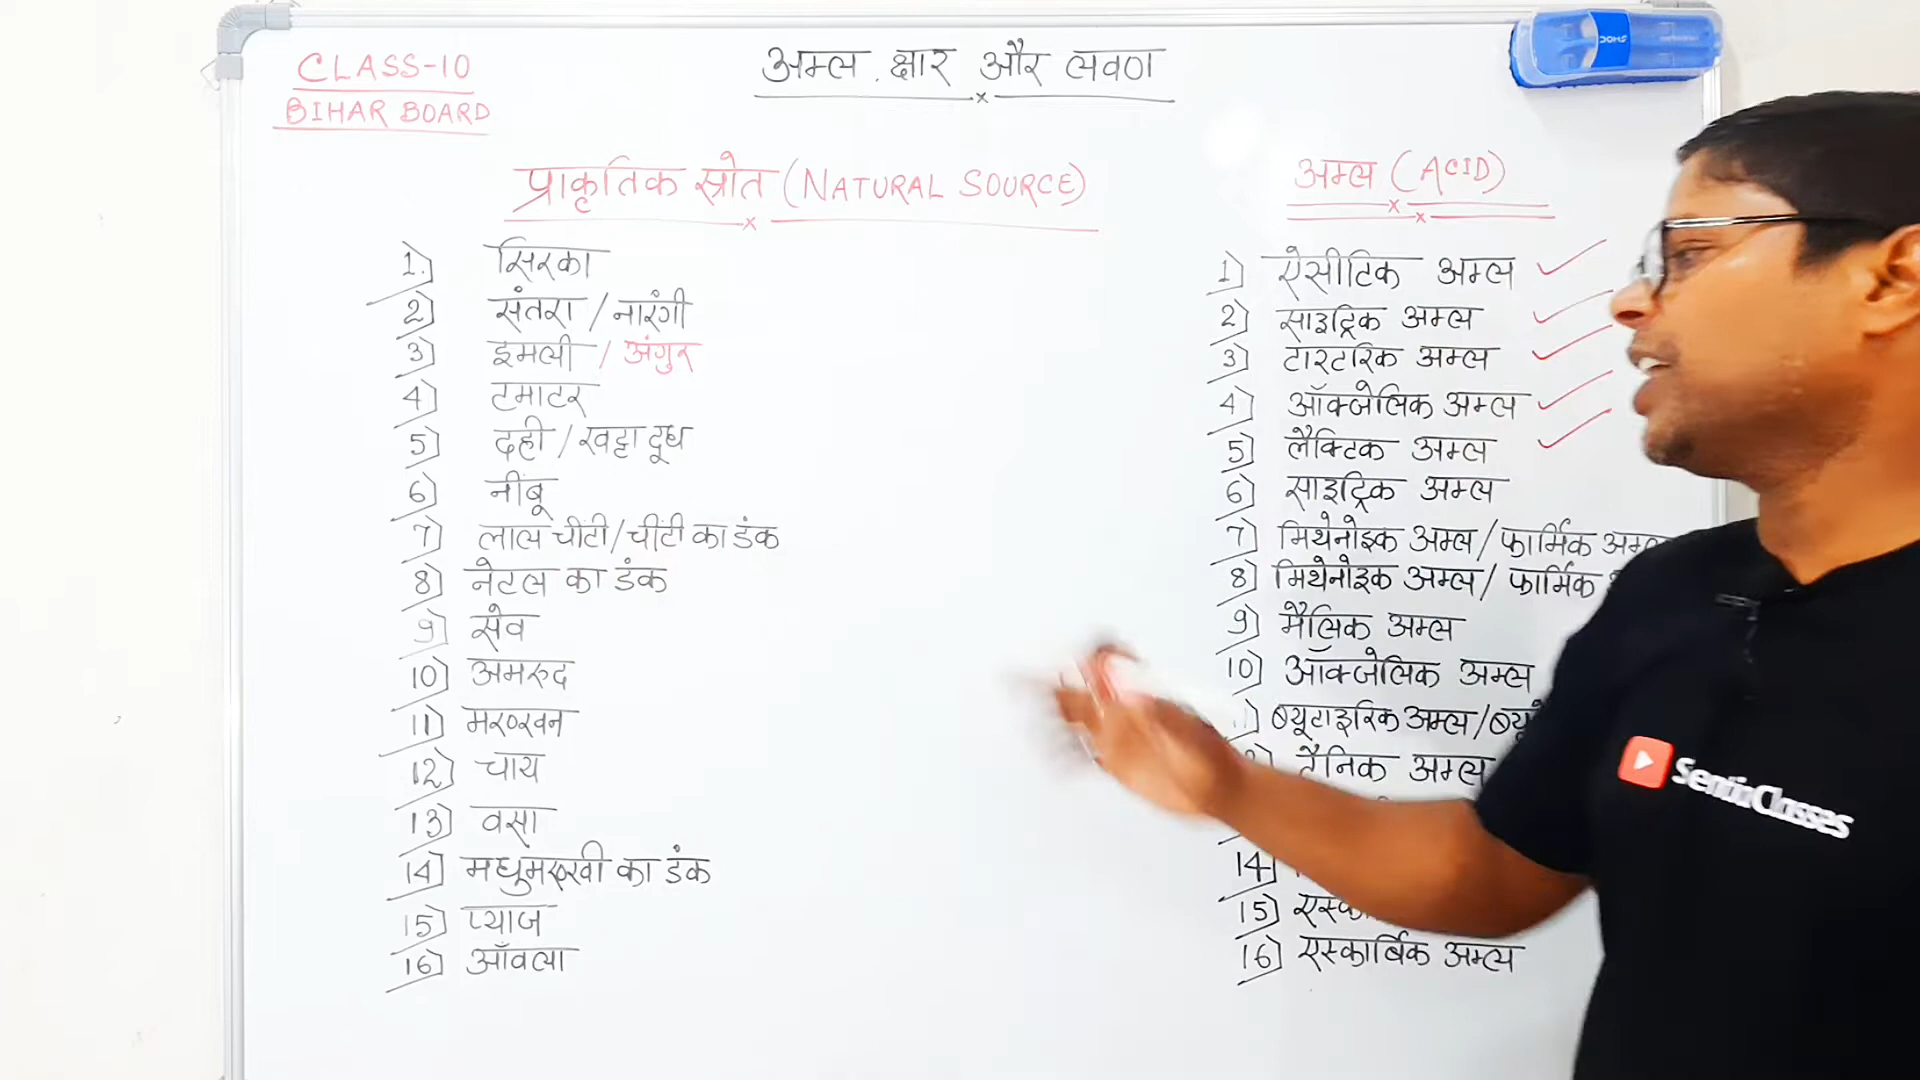 CLASS-10
BIHAR BOARD
अम्ल, क्षार और लवण
प्राकृतिक स्रोत (NATURAL SOURCE)
1) सिरका
2) संतरा / नारंगी
3) इमली / अंगुर
4) टमाटर
5) दही / खट्टा दूध
6) नींबू
7) लाल चींटी / चींटी का डंक
8) नेटल का डंक
9) सेव
10) अमरुद
11) मख्खन
12) चाय
13) वसा
14) मधुमख्खी का डंक
15) प्याज
16) आँवला
अम्ल (ACID)
1) ऐसीटिक अम्ल
2) साइट्रिक अम्ल
3) टारटरिक अम्ल
4) ऑक्जेलिक अम्ल
5) लैक्टिक अम्ल
6) साइट्रिक अम्ल
7) मिथेनोइक अम्ल / फार्मिक अम्ल
8) मिथेनोइक अम्ल / फार्मिक
9) मैलिक अम्ल
10) ऑक्जेलिक अम्ल
ब्यूटाइरिक अम्ल /
टैनिक अम्ल
14)
15)
16) एस्कार्बिक अम्ल
SentixClasses